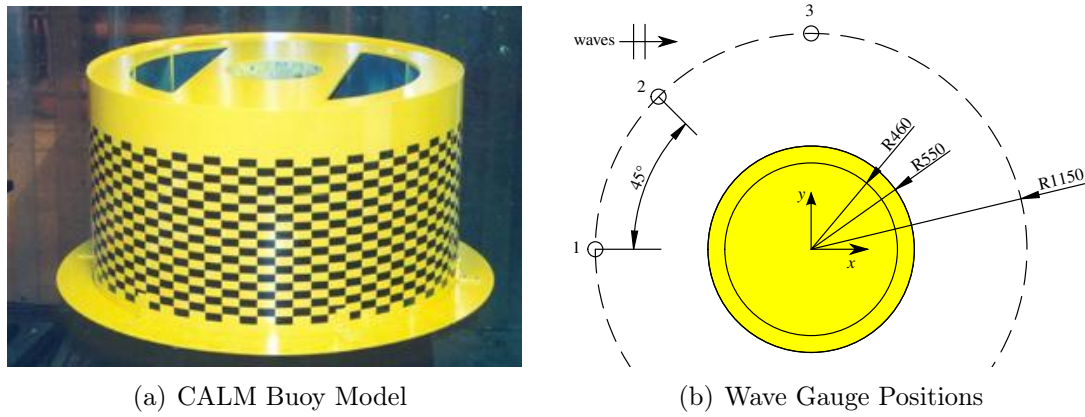 waves
3
2
1
45°
R460
R550
R1150
y
x
(a) CALM Buoy Model
(b) Wave Gauge Positions